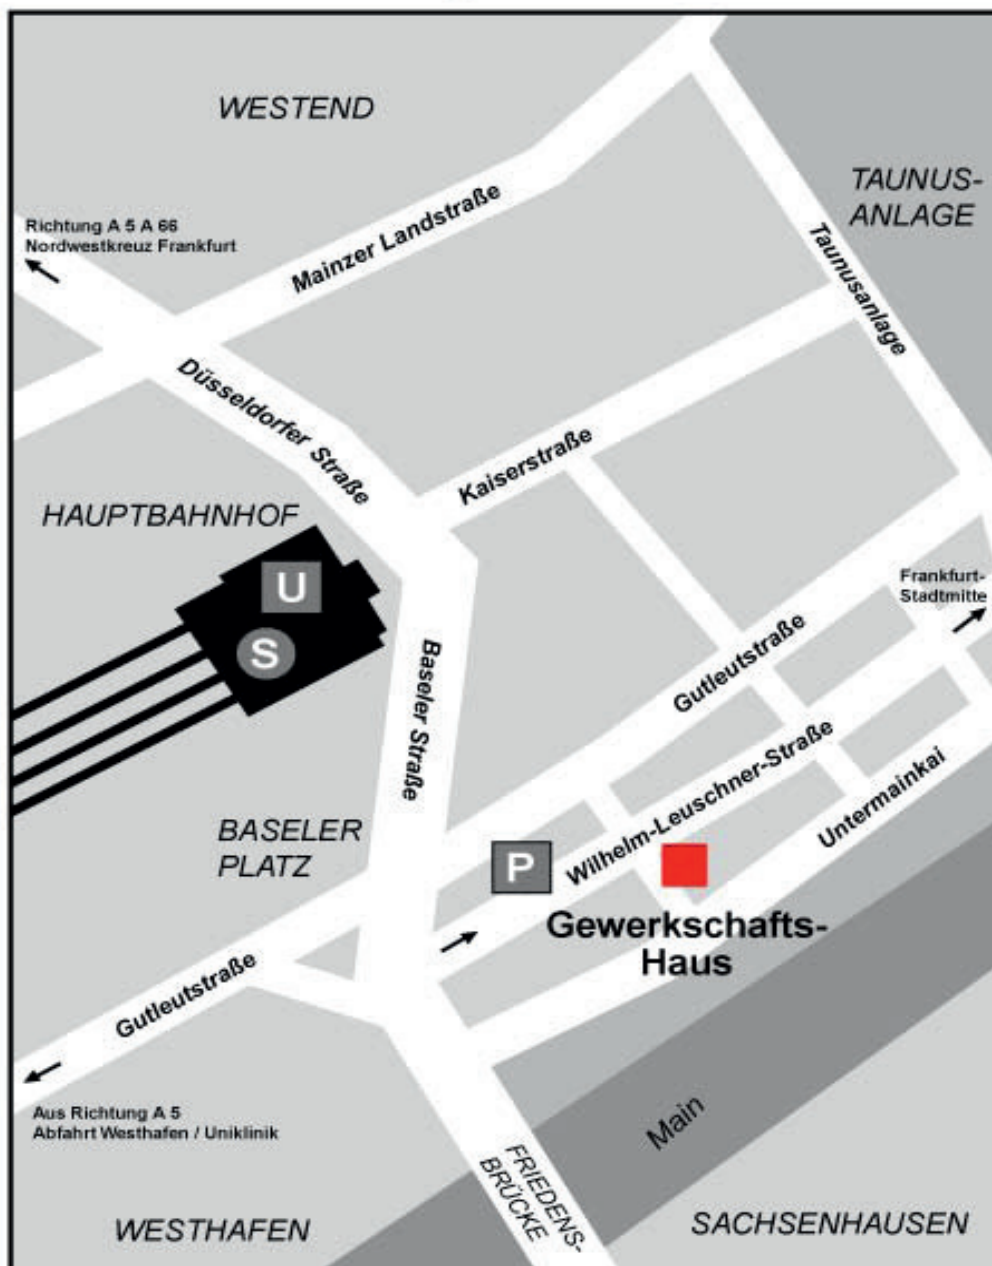 WESTEND
TAUNUS-
ANLAGE
Richtung A 5 A 66
Nordwestkreuz Frankfurt
Mainzer Landstraße
Taunusanlage
Düsseldorfer Straße
Kaiserstraße
HAUPTBAHNHOF
U
S
Frankfurt-
Stadtmitte
Baseler Straße
Gutleutstraße
Wilhelm-Leuschner-Straße
Untermainkai
BASELER
PLATZ
P
Gewerkschafts-
Haus
Gutleutstraße
Aus Richtung A 5
Abfahrt Westhafen / Uniklinik
Main
FRIEDENS-
BRÜCKE
WESTHAFEN
SACHSENHAUSEN